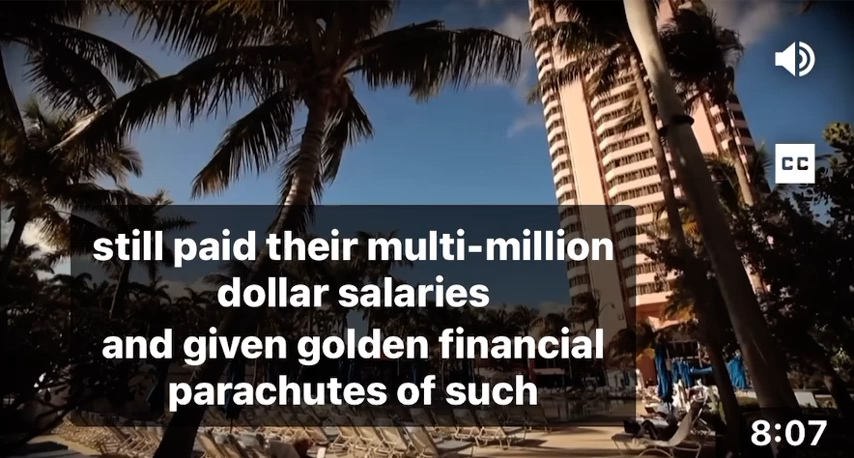 CC
still paid their multi-million
dollar salaries
and given golden financial
parachutes of such
8:07